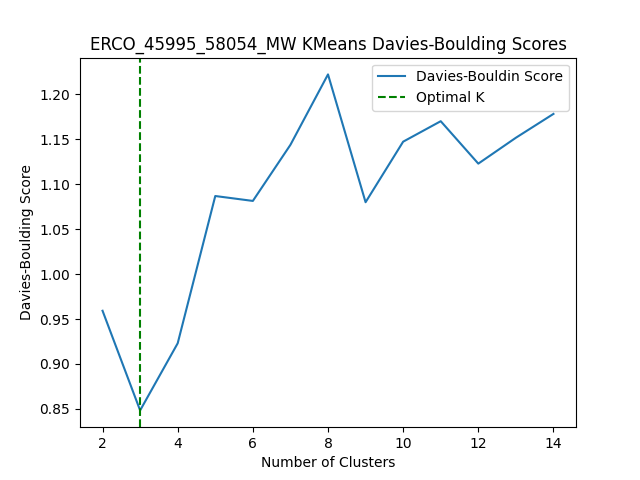 ERCO_45995_58054_MW KMeans Davies-Boulding Scores
Davies-Bouldin Score
Optimal K
Davies-Boulding Score
1.20
1.15
1.10
1.05
1.00
0.95
0.90
0.85
2 4 6 8 10 12 14
Number of Clusters